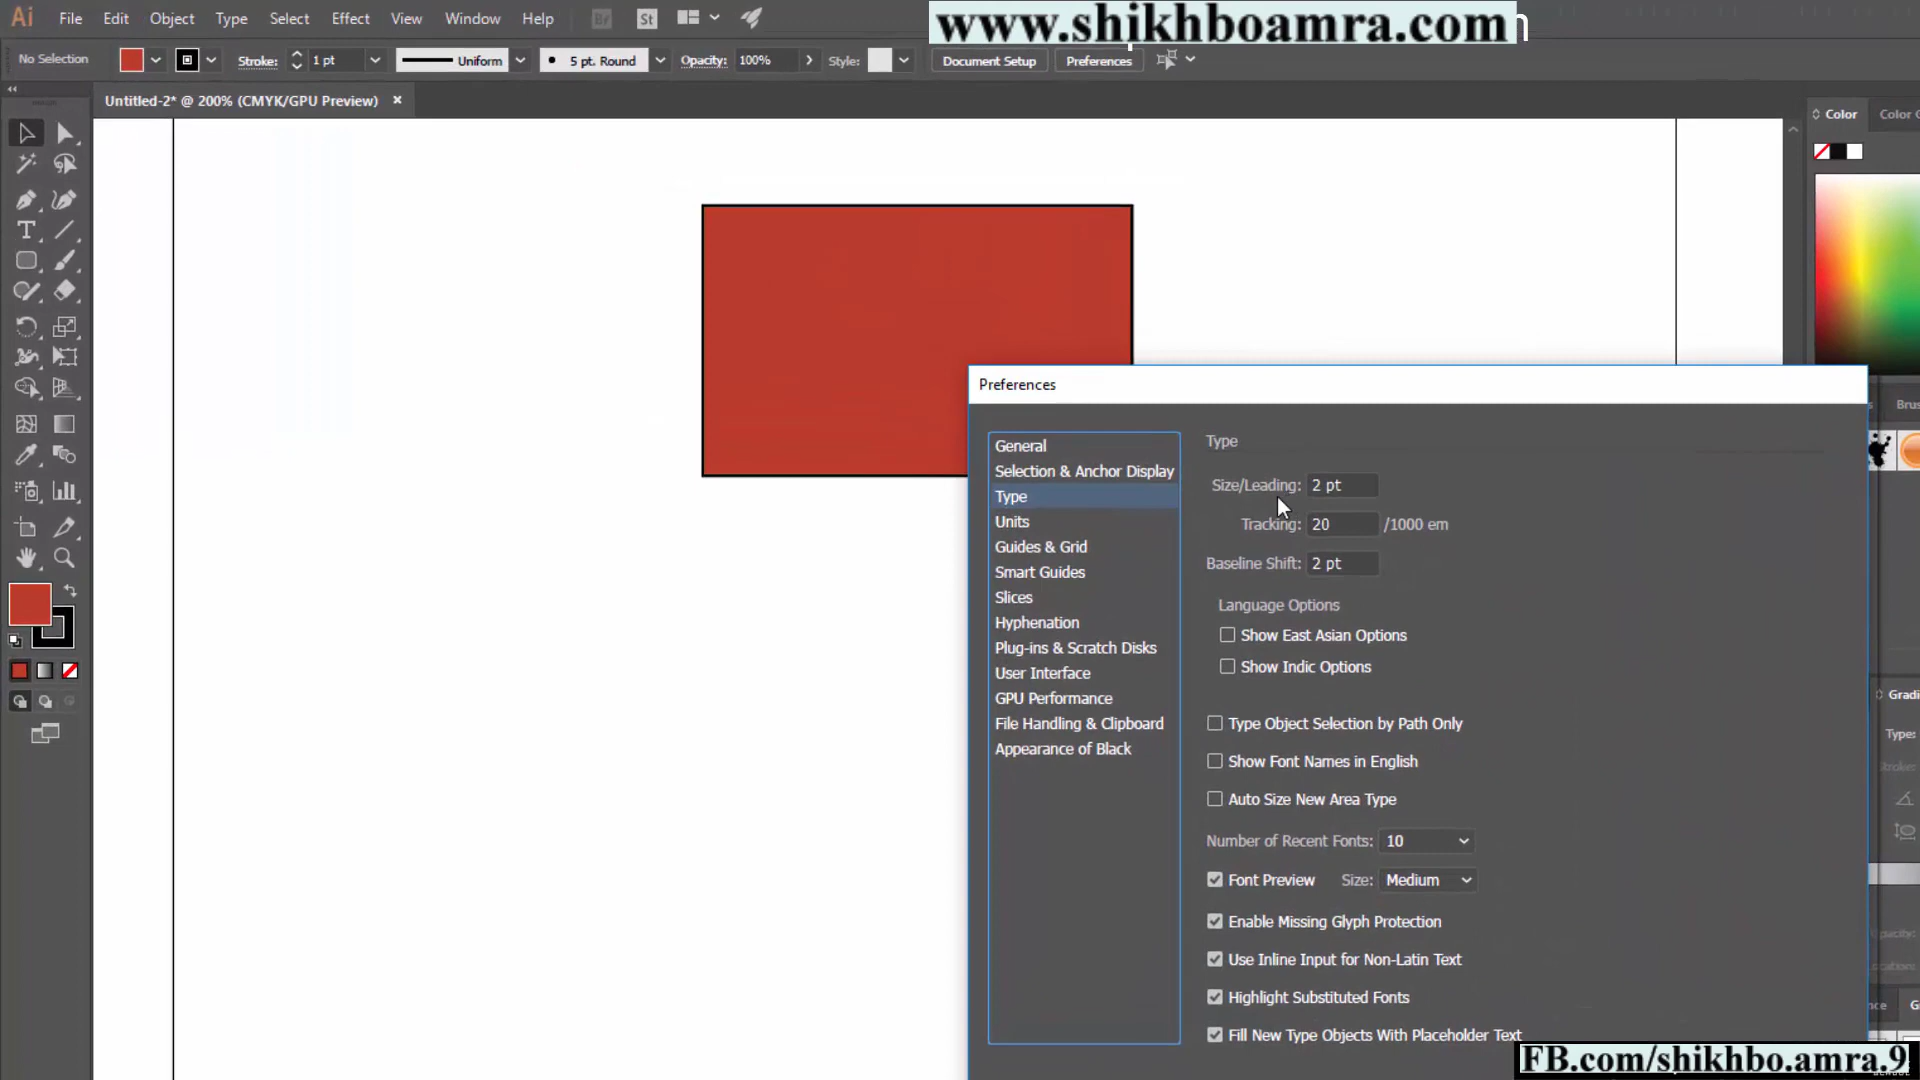 Ai File Edit Object Type Select Effect View Window Help Br St
www.shikhboamra.com
No Selection Stroke: 1 pt Uniform 5 pt. Round Opacity: 100% Style: Document Setup Preferences
Untitled-2* @ 200% (CMYK/GPU Preview)
Color Color
Preferences
General
Selection & Anchor Display
Type
Units
Guides & Grid
Smart Guides
Slices
Hyphenation
Plug-ins & Scratch Disks
User Interface
GPU Performance
File Handling & Clipboard
Appearance of Black
Type
Size/Leading: 2 pt
Tracking: 20 /1000 em
Baseline Shift: 2 pt
Language Options
Show East Asian Options
Show Indic Options
Type Object Selection by Path Only
Show Font Names in English
Auto Size New Area Type
Number of Recent Fonts: 10
Font Preview Size: Medium
Enable Missing Glyph Protection
Use Inline Input for Non-Latin Text
Highlight Substituted Fonts
Fill New Type Objects With Placeholder Text
Type:
FB.com/shikhbo.amra.9